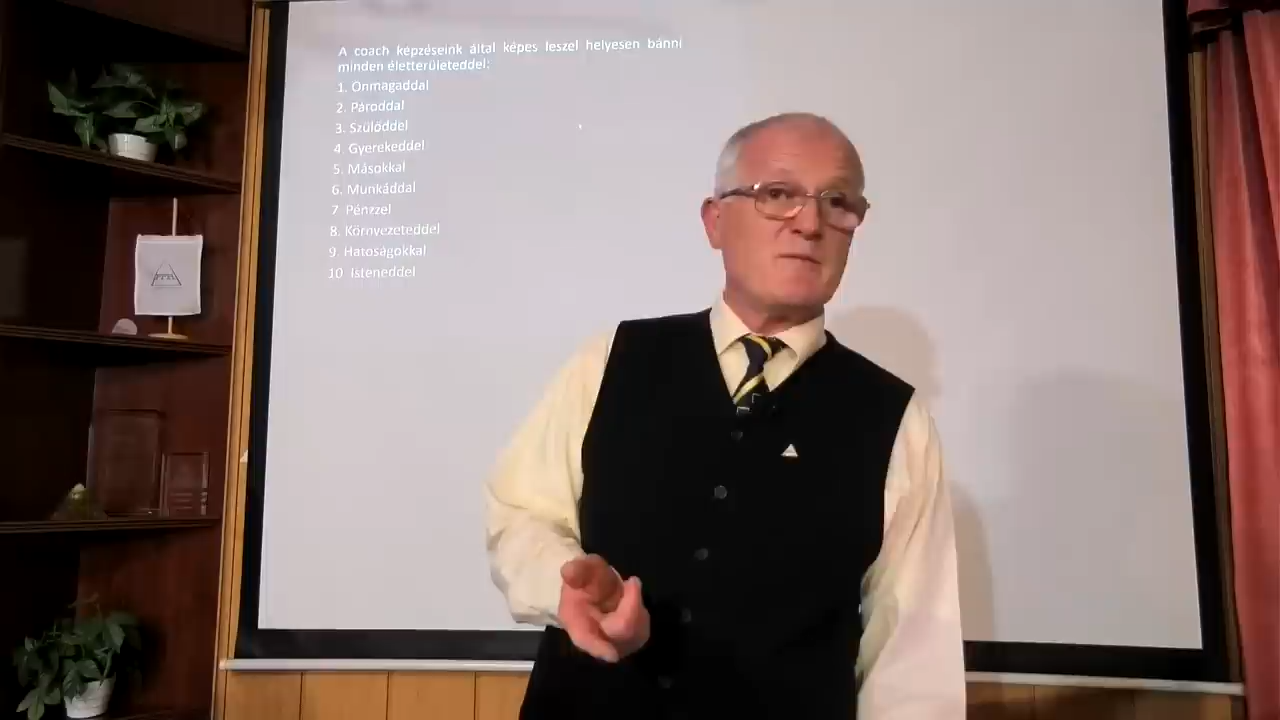 A coach képzéseink által képes leszel helyesen bánni
minden életterületeddel:
1. Önmagaddal
2. Pároddal
3. Szülőddel
4. Gyerekeddel
5. Másokkal
6. Munkáddal
7. Pénzzel
8. Környezeteddel
9. Hatóságokkal
10. Isteneddel